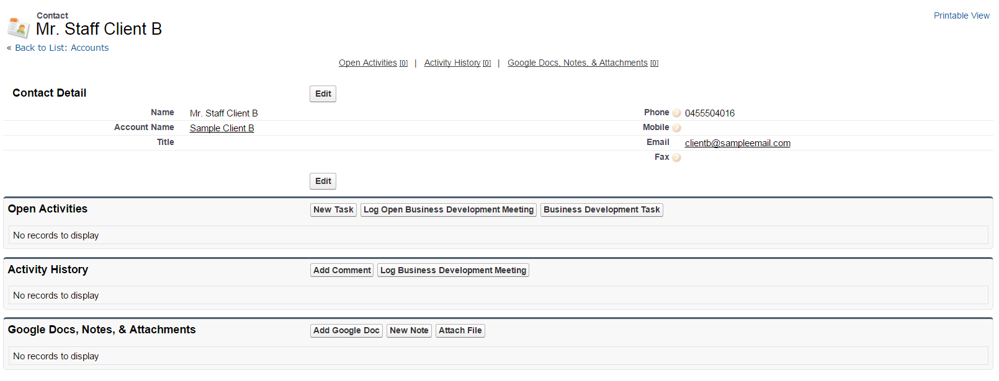 Contact
Mr. Staff Client B
Printable View
« Back to List: Accounts
Open Activities [0] | Activity History [0] | Google Docs, Notes, & Attachments [0]
Contact Detail Edit
Name Mr. Staff Client B Phone ? 0455504016
Account Name Sample Client B Mobile ?
Title Email clientb@sampleemail.com
Fax ?
Edit
Open Activities New Task Log Open Business Development Meeting Business Development Task
No records to display
Activity History Add Comment Log Business Development Meeting
No records to display
Google Docs, Notes, & Attachments Add Google Doc New Note Attach File
No records to display